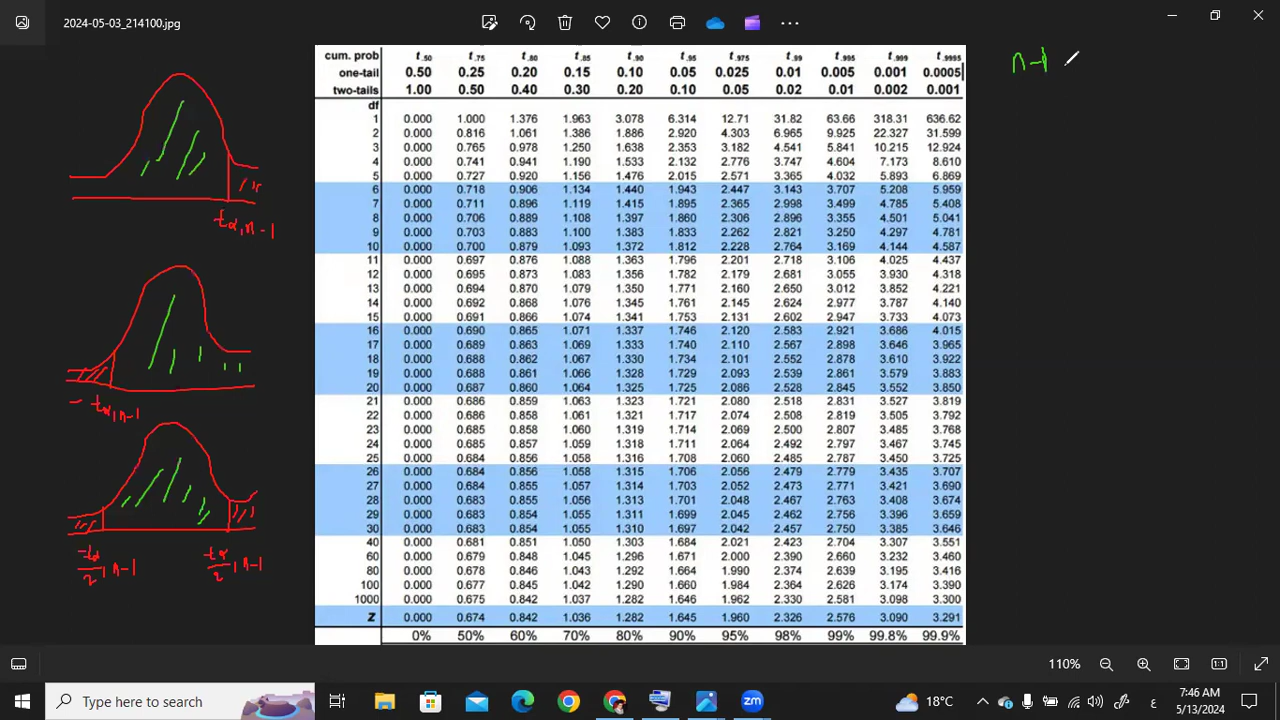 2024-05-03_214100.jpg
cum. prob t.50 t.75 t.80 t.85 t.90 t.95 t.975 t.99 t.995 t.999 t.9995
one-tail 0.50 0.25 0.20 0.15 0.10 0.05 0.025 0.01 0.005 0.001 0.0005
two-tails 1.00 0.50 0.40 0.30 0.20 0.10 0.05 0.02 0.01 0.002 0.001
df
1 0.000 1.000 1.376 1.963 3.078 6.314 12.71 31.82 63.66 318.31 636.62
2 0.000 0.816 1.061 1.386 1.886 2.920 4.303 6.965 9.925 22.327 31.599
3 0.000 0.765 0.978 1.250 1.638 2.353 3.182 4.541 5.841 10.215 12.924
4 0.000 0.741 0.941 1.190 1.533 2.132 2.776 3.747 4.604 7.173 8.610
5 0.000 0.727 0.920 1.156 1.476 2.015 2.571 3.365 4.032 5.893 6.869
6 0.000 0.718 0.906 1.134 1.440 1.943 2.447 3.143 3.707 5.208 5.959
7 0.000 0.711 0.896 1.119 1.415 1.895 2.365 2.998 3.499 4.785 5.408
8 0.000 0.706 0.889 1.108 1.397 1.860 2.306 2.896 3.355 4.501 5.041
9 0.000 0.703 0.883 1.100 1.383 1.833 2.262 2.821 3.250 4.297 4.781
10 0.000 0.700 0.879 1.093 1.372 1.812 2.228 2.764 3.169 4.144 4.587
11 0.000 0.697 0.876 1.088 1.363 1.796 2.201 2.718 3.106 4.025 4.437
12 0.000 0.695 0.873 1.083 1.356 1.782 2.179 2.681 3.055 3.930 4.318
13 0.000 0.694 0.870 1.079 1.350 1.771 2.160 2.650 3.012 3.852 4.221
14 0.000 0.692 0.868 1.076 1.345 1.761 2.145 2.624 2.977 3.787 4.140
15 0.000 0.691 0.866 1.074 1.341 1.753 2.131 2.602 2.947 3.733 4.073
16 0.000 0.690 0.865 1.071 1.337 1.746 2.120 2.583 2.921 3.686 4.015
17 0.000 0.689 0.863 1.069 1.333 1.740 2.110 2.567 2.898 3.646 3.965
18 0.000 0.688 0.862 1.067 1.330 1.734 2.101 2.552 2.878 3.610 3.922
19 0.000 0.688 0.861 1.066 1.328 1.729 2.093 2.539 2.861 3.579 3.883
20 0.000 0.687 0.860 1.064 1.325 1.725 2.086 2.528 2.845 3.552 3.850
21 0.000 0.686 0.859 1.063 1.323 1.721 2.080 2.518 2.831 3.527 3.819
22 0.000 0.686 0.858 1.061 1.321 1.717 2.074 2.508 2.819 3.505 3.792
23 0.000 0.685 0.858 1.060 1.319 1.714 2.069 2.500 2.807 3.485 3.768
24 0.000 0.685 0.857 1.059 1.318 1.711 2.064 2.492 2.797 3.467 3.745
25 0.000 0.684 0.856 1.058 1.316 1.708 2.060 2.485 2.787 3.450 3.725
26 0.000 0.684 0.856 1.058 1.315 1.706 2.056 2.479 2.779 3.435 3.707
27 0.000 0.684 0.855 1.057 1.314 1.703 2.052 2.473 2.771 3.421 3.690
28 0.000 0.683 0.855 1.056 1.313 1.701 2.048 2.467 2.763 3.408 3.674
29 0.000 0.683 0.854 1.055 1.311 1.699 2.045 2.462 2.756 3.396 3.659
30 0.000 0.683 0.854 1.055 1.310 1.697 2.042 2.457 2.750 3.385 3.646
40 0.000 0.681 0.851 1.050 1.303 1.684 2.021 2.423 2.704 3.307 3.551
60 0.000 0.679 0.848 1.045 1.296 1.671 2.000 2.390 2.660 3.232 3.460
80 0.000 0.678 0.846 1.043 1.292 1.664 1.990 2.374 2.639 3.195 3.416
100 0.000 0.677 0.845 1.042 1.290 1.660 1.984 2.364 2.626 3.174 3.390
1000 0.000 0.675 0.842 1.037 1.282 1.646 1.962 2.330 2.581 3.098 3.300
Z 0.000 0.674 0.842 1.036 1.282 1.645 1.960 2.326 2.576 3.090 3.291
0% 50% 60% 70% 80% 90% 95% 98% 99% 99.8% 99.9%
tα,n-1
-tα,n-1
-tα/2,n-1 -tα/2,n-1
n-1
110%
1:1
Type here to search
zm
18°C
ع
7:46 AM
5/13/2024